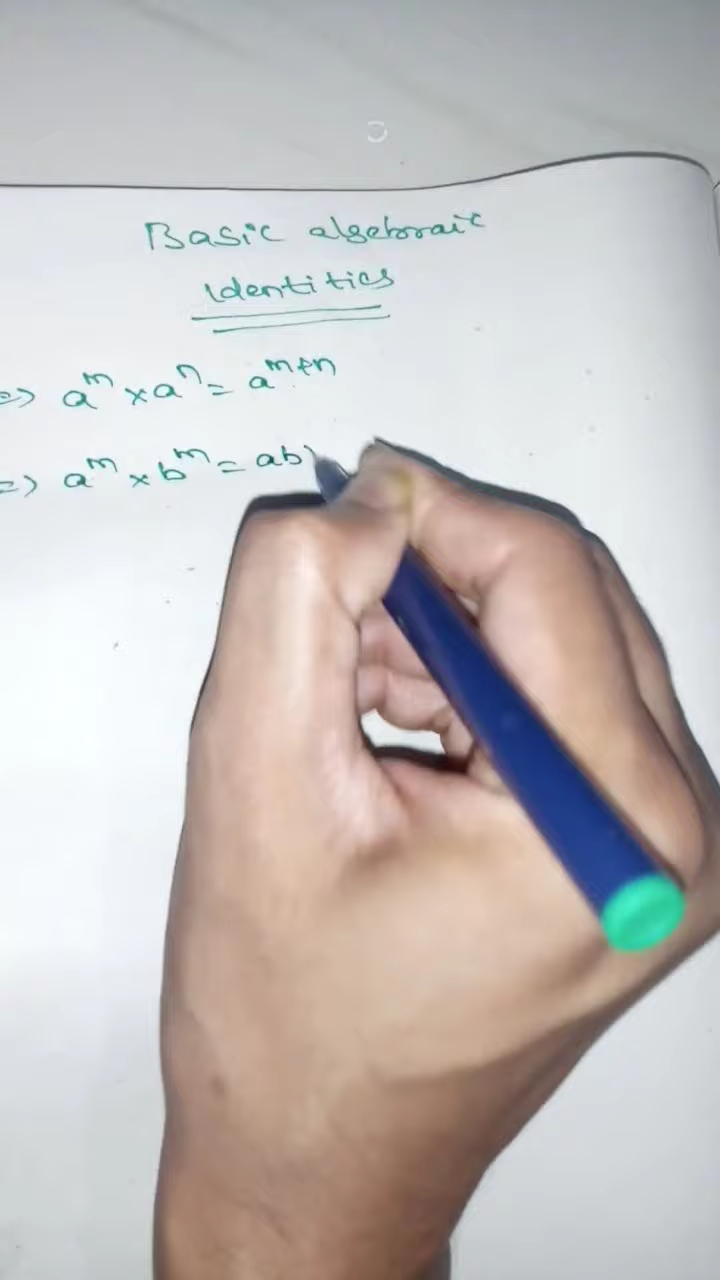 Basic algebraic
Identities
=> a^m × a^n = a^m+n
=> a^m × b^m = ab)